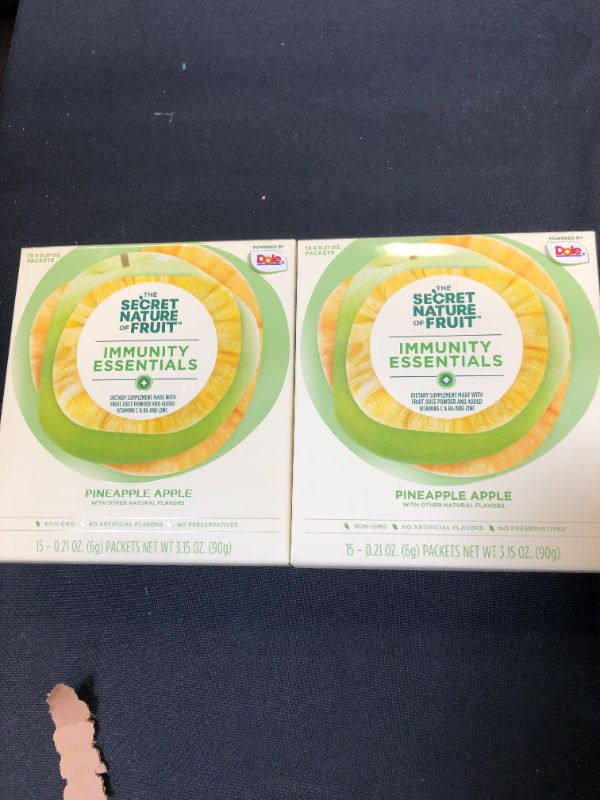 15 X 0.21 OZ
PACKETS
POWERED BY
Dole
THE
SECRET
NATURE
OF FRUIT™
IMMUNITY
ESSENTIALS
DIETARY SUPPLEMENT MADE WITH
FRUIT JUICE POWDER AND ADDED
VITAMINS C & B6 AND ZINC
PINEAPPLE APPLE
WITH OTHER NATURAL FLAVORS
NON-GMO NO ARTIFICIAL FLAVORS NO PRESERVATIVES
15 – 0.21 OZ. (6g) PACKETS NET WT 3.15 OZ. (90g)
15 X 0.21 OZ
PACKETS
POWERED BY
Dole
THE
SECRET
NATURE
OF FRUIT™
IMMUNITY
ESSENTIALS
DIETARY SUPPLEMENT MADE WITH
FRUIT JUICE POWDER AND ADDED
VITAMINS C & B6 AND ZINC
PINEAPPLE APPLE
WITH OTHER NATURAL FLAVORS
NON-GMO NO ARTIFICIAL FLAVORS NO PRESERVATIVES
15 – 0.21 OZ. (6g) PACKETS NET WT 3.15 OZ. (90g)